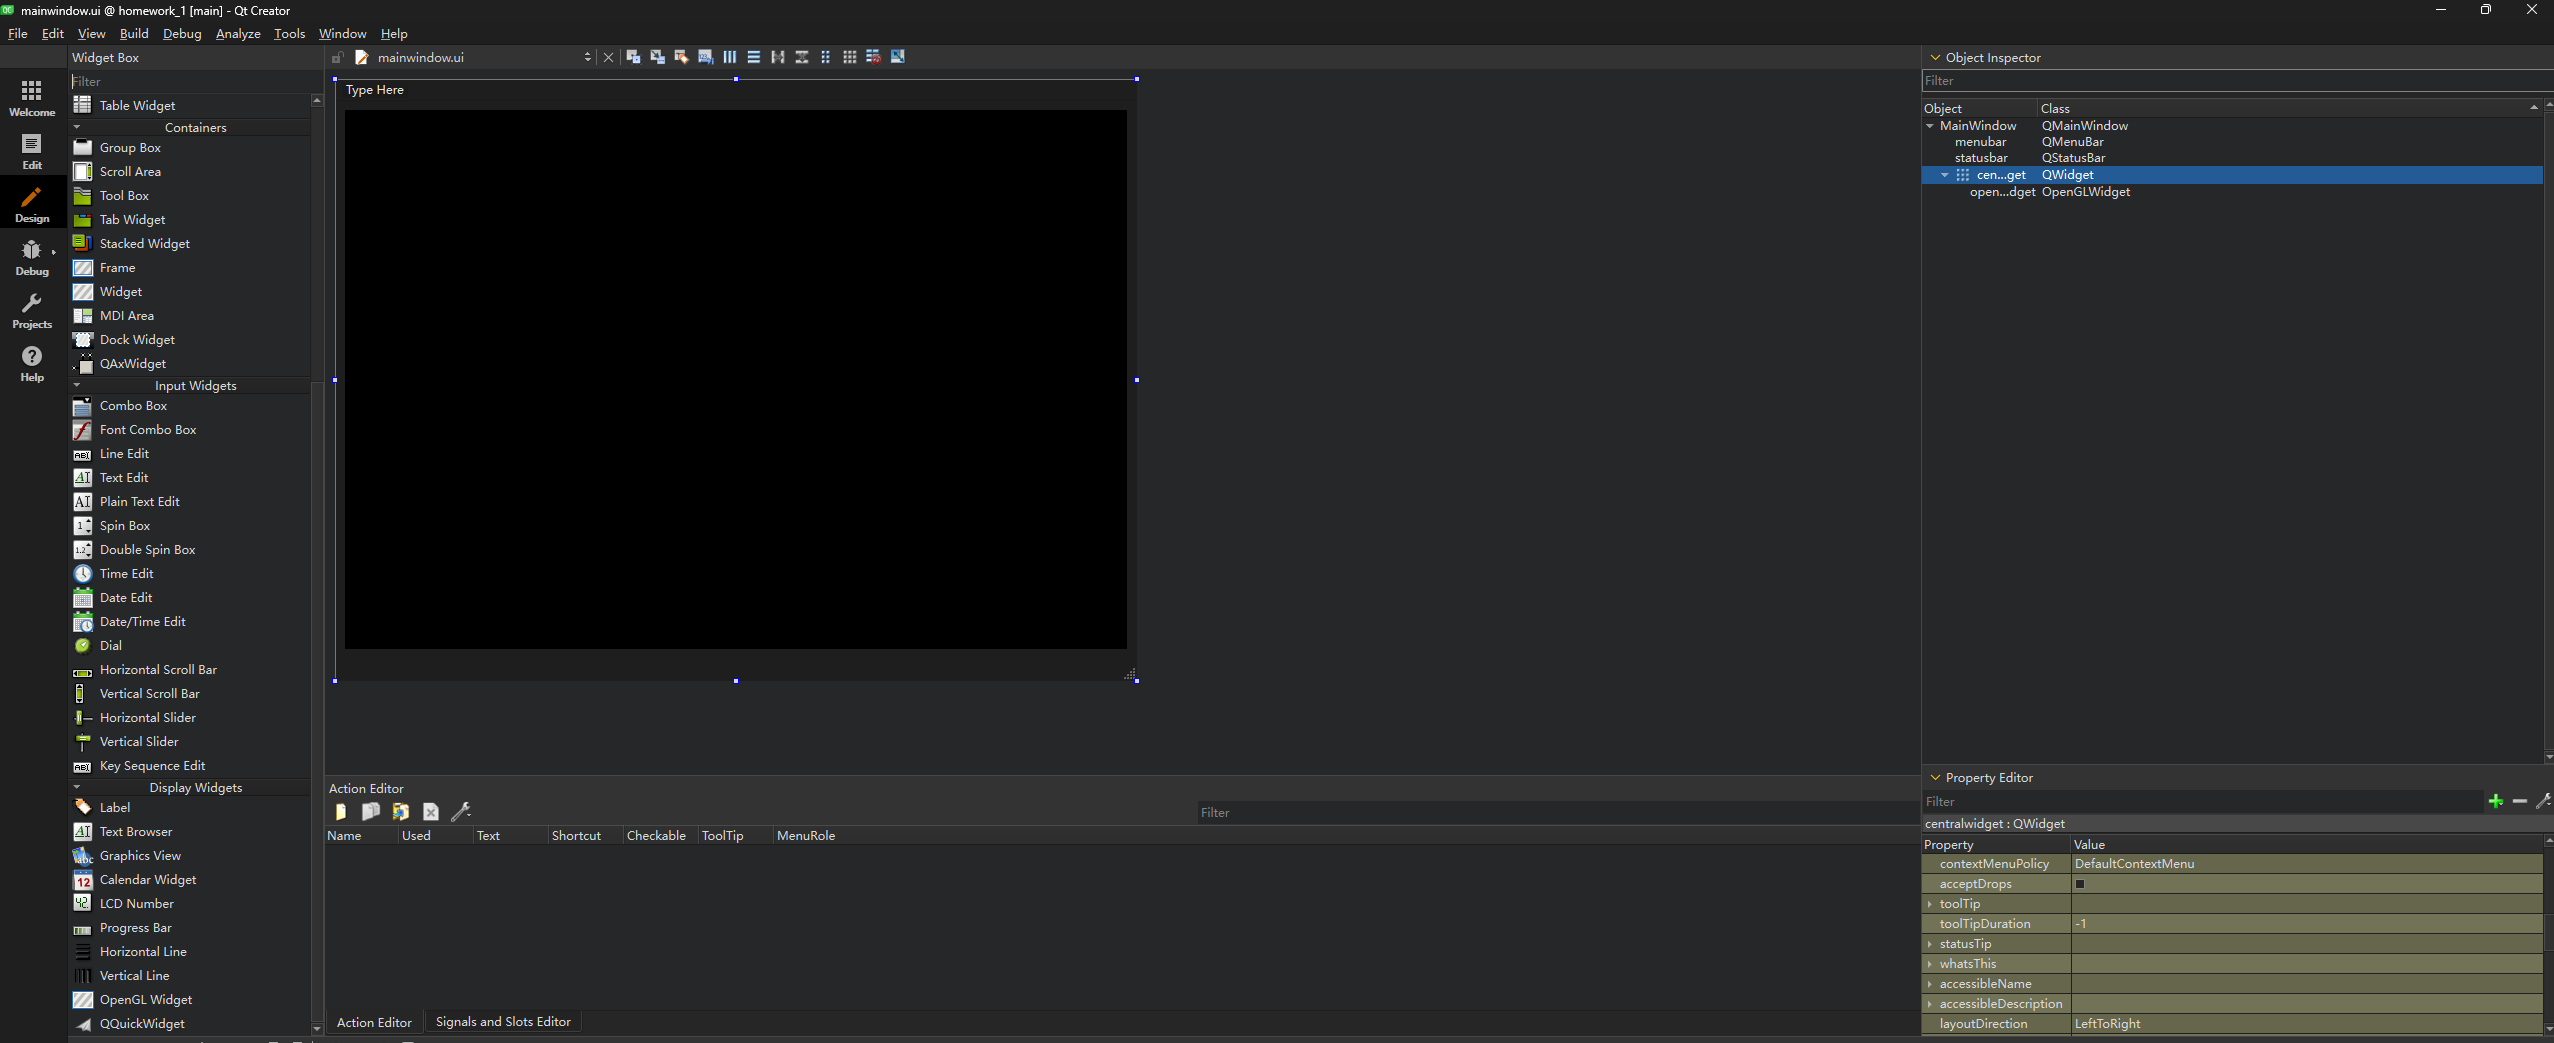 mainwindow.ui @ homework_1 [main] - Qt Creator
File Edit View Build Debug Analyze Tools Window Help
Welcome
Edit
Design
Debug
Projects
Help
Widget Box
Filter
Table Widget
Containers
Group Box
Scroll Area
Tool Box
Tab Widget
Stacked Widget
Frame
Widget
MDI Area
Dock Widget
QAxWidget
Input Widgets
Combo Box
Font Combo Box
Line Edit
Text Edit
Plain Text Edit
Spin Box
Double Spin Box
Time Edit
Date Edit
Date/Time Edit
Dial
Horizontal Scroll Bar
Vertical Scroll Bar
Horizontal Slider
Vertical Slider
Key Sequence Edit
Display Widgets
Label
Text Browser
Graphics View
Calendar Widget
LCD Number
Progress Bar
Horizontal Line
Vertical Line
OpenGL Widget
QQuickWidget
mainwindow.ui
Type Here
Action Editor
Filter
Name Used Text Shortcut Checkable ToolTip MenuRole
Action Editor Signals and Slots Editor
Object Inspector
Filter
Object Class
MainWindow QMainWindow
menubar QMenuBar
statusbar QStatusBar
cen...get QWidget
open...dget OpenGLWidget
Property Editor
Filter
centralwidget : QWidget
Property Value
contextMenuPolicy DefaultContextMenu
acceptDrops
toolTip
toolTipDuration -1
statusTip
whatsThis
accessibleName
accessibleDescription
layoutDirection LeftToRight